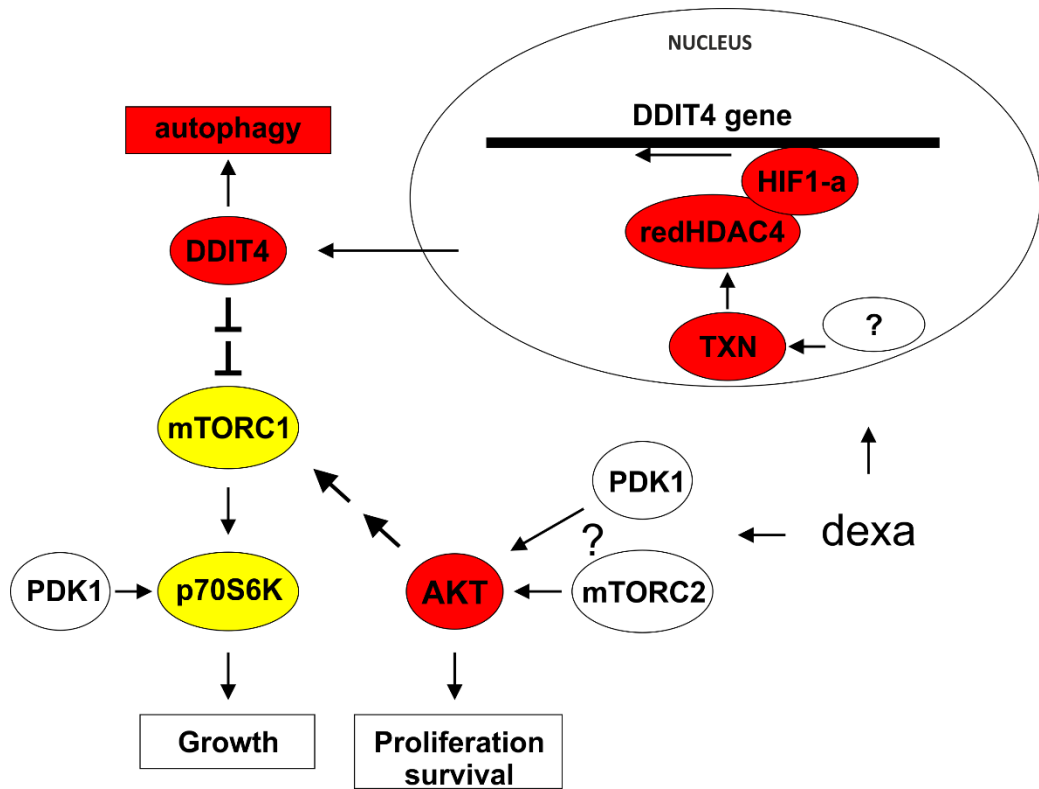 NUCLEUS
DDIT4 gene
autophagy
HIF1-a
redHDAC4
DDIT4
?
TXN
mTORC1
PDK1
dexa
?
PDK1
p70S6K
AKT
mTORC2
Growth
Proliferation
survival